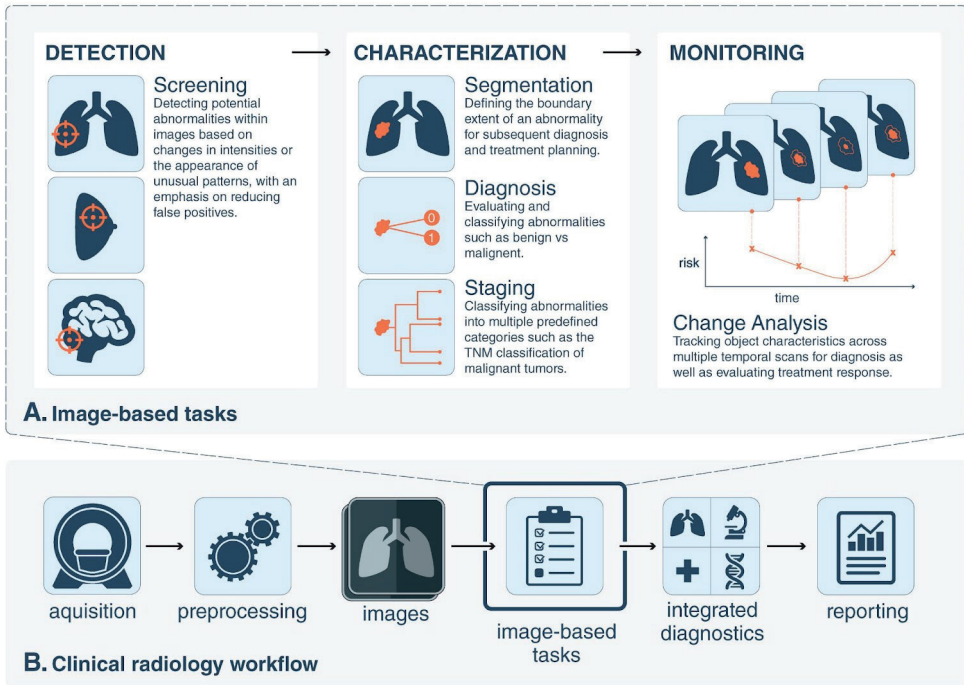 DETECTION
Screening
Detecting potential
abnormalities within
images based on
changes in intensities or
the appearance of
unusual patterns, with an
emphasis on reducing
false positives.
CHARACTERIZATION
Segmentation
Defining the boundary
extent of an abnormality
for subsequent diagnosis
and treatment planning.
Diagnosis
Evaluating and
classifying abnormalities
such as benign vs
malignent.
0
1
Staging
Classifying abnormalities
into multiple predefined
categories such as the
TNM classification of
malignant tumors.
MONITORING
risk
time
Change Analysis
Tracking object characteristics across
multiple temporal scans for diagnosis as
well as evaluating treatment response.
A. Image-based tasks
aquisition
preprocessing
images
image-based
tasks
integrated
diagnostics
reporting
B. Clinical radiology workflow